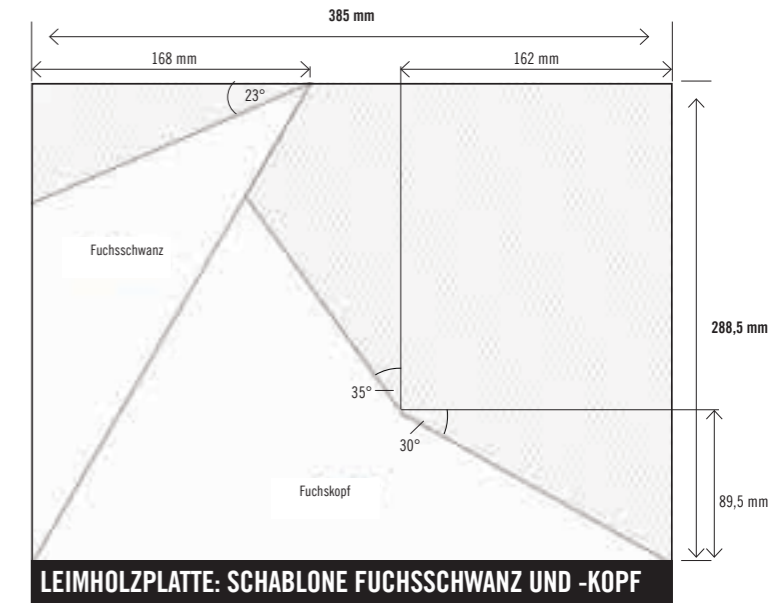 385 mm
168 mm
162 mm
23°
Fuchsschwanz
288,5 mm
35°
30°
Fuchskopf
89,5 mm
LEIMHOLZPLATTE: SCHABLONE FUCHSSCHWANZ UND -KOPF